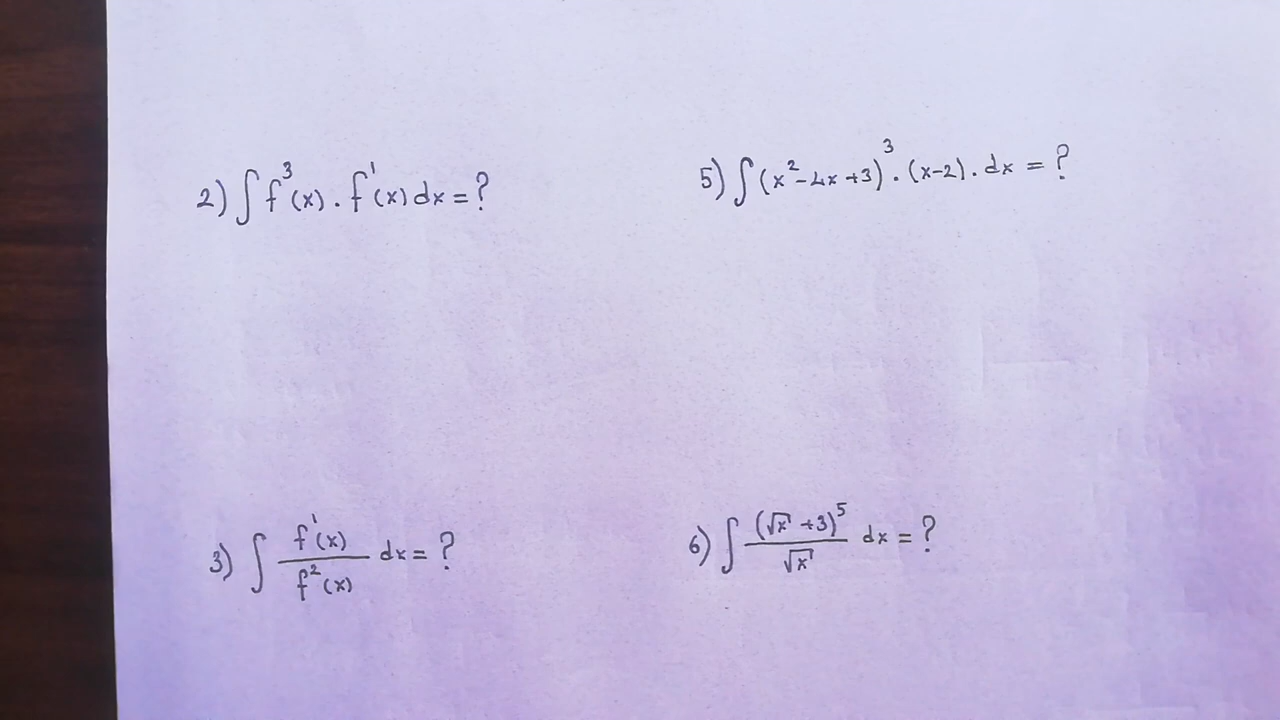 2) ∫ f³(x) . f'(x) dx = ?
3) ∫ f'(x) / f²(x) dx = ?
5) ∫ (x² - 4x + 3)³ . (x-2) . dx = ?
6) ∫ (√x + 3)⁵ / √x dx = ?